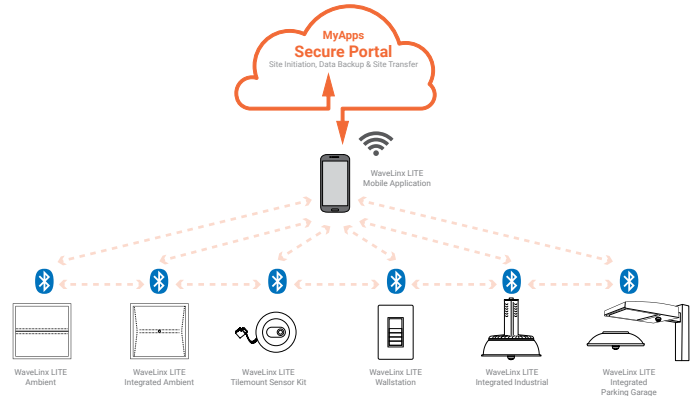 MyApps
Secure Portal
Site Initiation, Data Backup & Site Transfer
WaveLinx LITE
Mobile Application
WaveLinx LITE
Ambient
WaveLinx LITE
Integrated Ambient
WaveLinx LITE
Tilemount Sensor Kit
WaveLinx LITE
Wallstation
WaveLinx LITE
Integrated Industrial
WaveLinx LITE
Integrated
Parking Garage